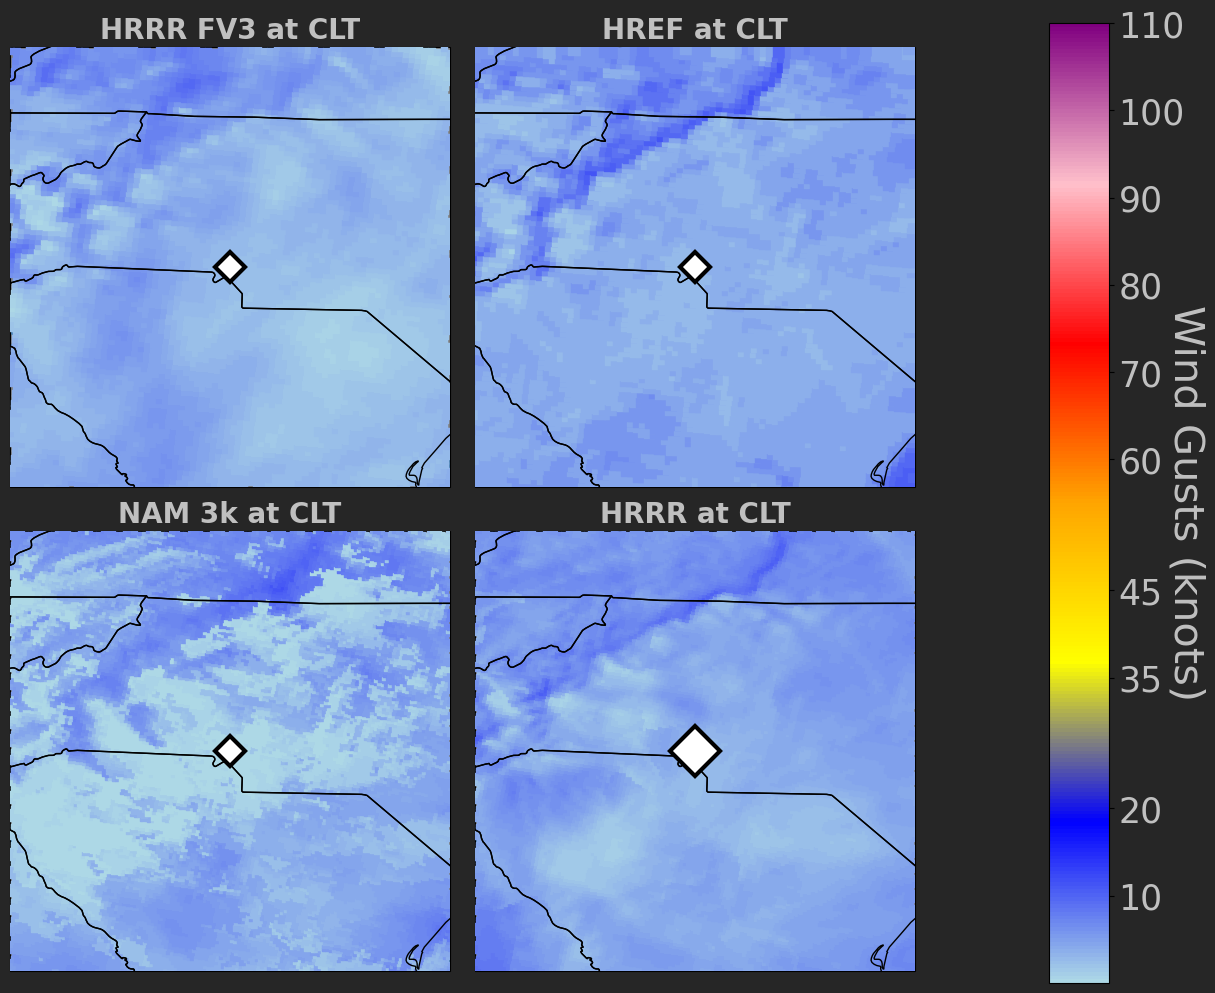 HRRR FV3 at CLT
HREF at CLT
NAM 3k at CLT
HRRR at CLT
110
100
90
80
70
60
45
35
20
10
Wind Gusts (knots)